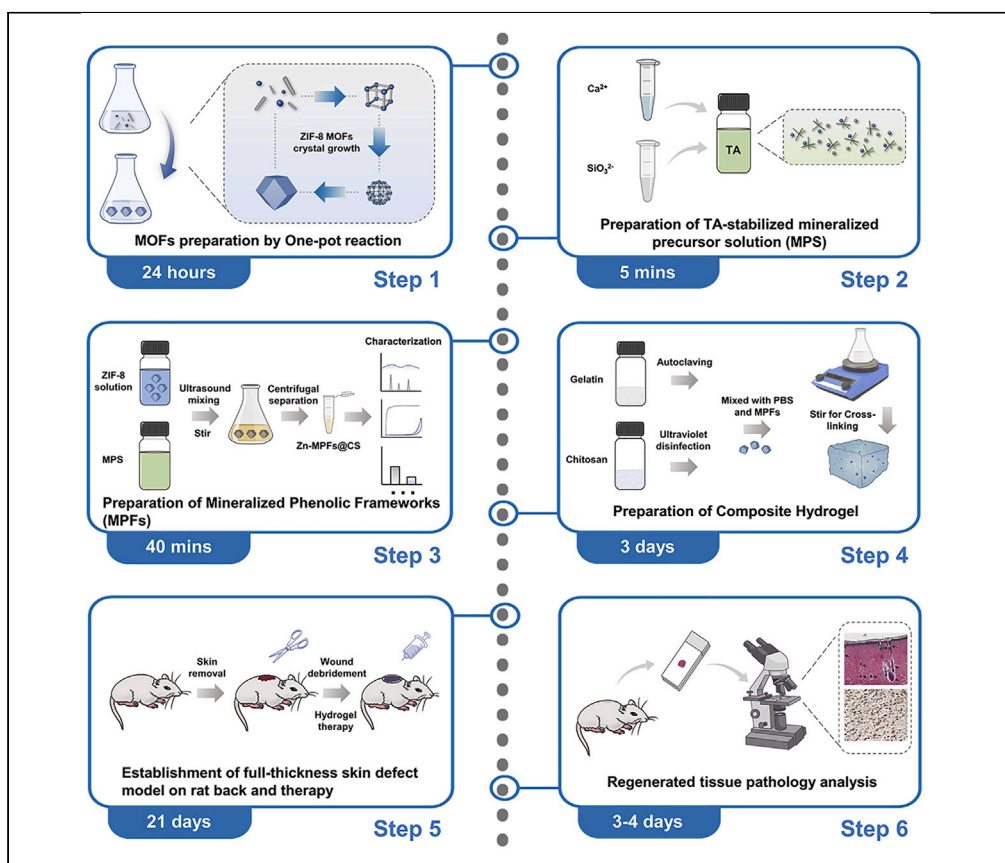 ZIF-8 MOFs
crystal growth
MOFs preparation by One-pot reaction
24 hours
Step 1
Ca²⁺
SiO₃²⁻
TA
Preparation of TA-stabilized mineralized
precursor solution (MPS)
5 mins
Step 2
ZIF-8
solution
MPS
Ultrasound
mixing
Stir
Centrifugal
separation
Zn-MPFs@CS
Characterization
Preparation of Mineralized Phenolic Frameworks
(MPFs)
40 mins
Step 3
Gelatin
Autoclaving
Chitosan
Ultraviolet
disinfection
Mixed with PBS
and MPFs
Stir for Cross-
linking
Preparation of Composite Hydrogel
3 days
Step 4
Skin
removal
Wound
debridement
Hydrogel
therapy
Establishment of full-thickness skin defect
model on rat back and therapy
21 days
Step 5
Regenerated tissue pathology analysis
3-4 days
Step 6